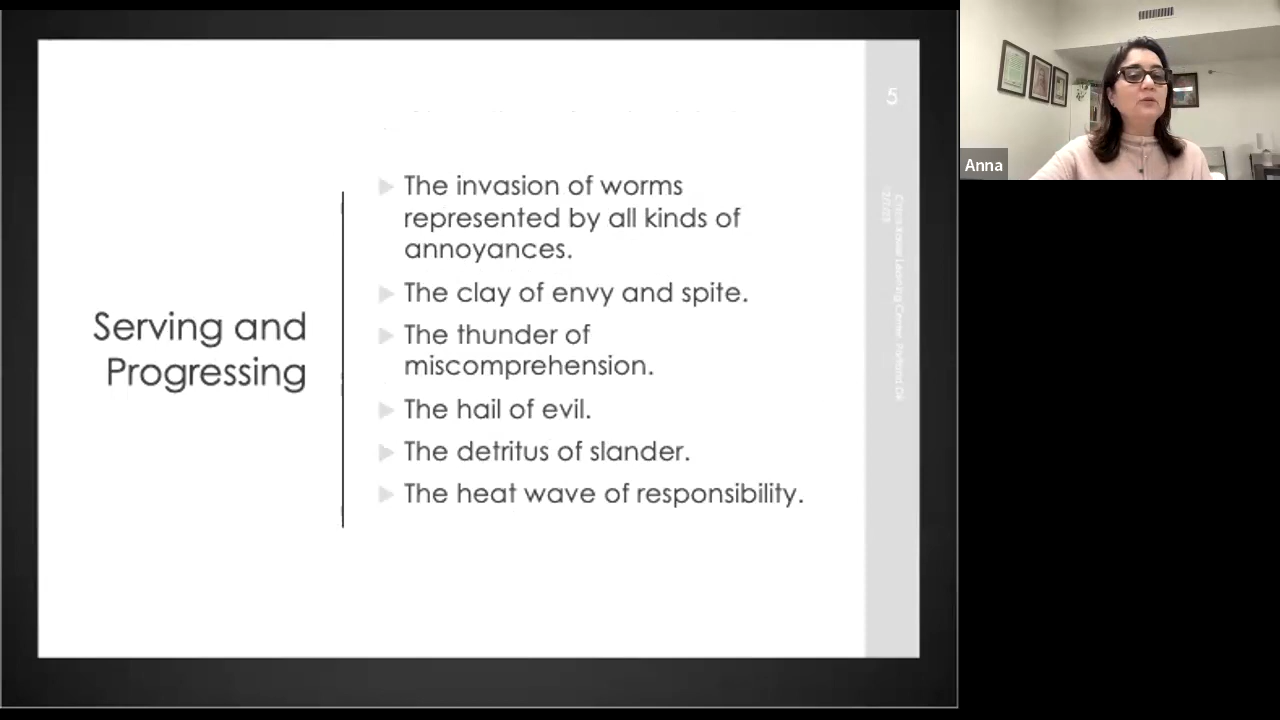 5
Serving and
Progressing
The invasion of worms
represented by all kinds of
annoyances.
The clay of envy and spite.
The thunder of
miscomprehension.
The hail of evil.
The detritus of slander.
The heat wave of responsibility.
Learning Center
Anna